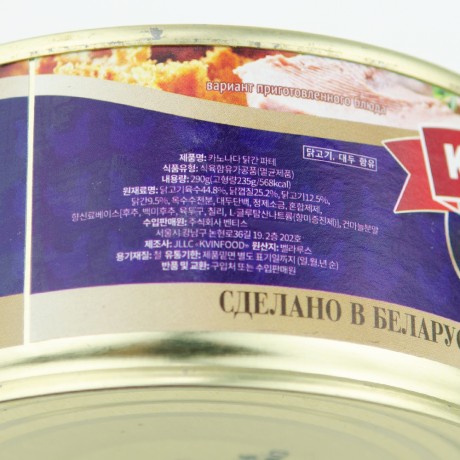 вариант приготовленного блюда
닭고기, 대두 함유
제품명: 카노나다 닭간 파테
식품유형: 식육함유가공품(멸균제품)
내용량: 290g(고형량235g/568kcal)
원재료명: 닭고기육수44.8%, 닭껍질25.2%, 닭고기12.5%,
닭간9.5%, 옥수수전분, 대두단백, 정제소금, 혼합제제,
향신료베이스[후추, 백미후추, 육두구, 칠리, L-글루탐산나트륨(향미증진제)], 건마늘분말
수입판매원: 주식회사 벤티스
서울시 강남구 논현로36길 19. 2층 202호
제조사: JLLC «KVINFOOD» 원산지: 벨라루스
용기재질: 철 유통기한: 제품밑면 별도 표기일까지 (일,월,년 순)
반품 및 교환: 구입처 또는 수입판매원
СДЕЛАНО В БЕЛАРУС